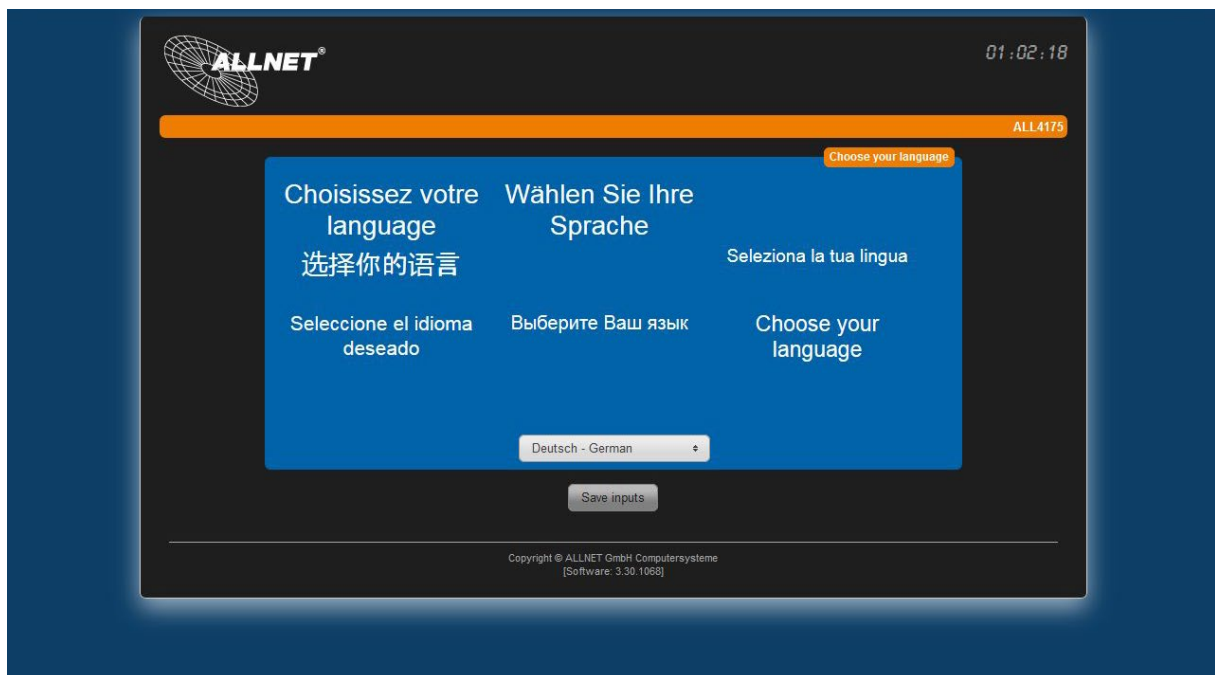 ALLNET®
01:02:18
ALL4175
Choose your language
Choisissez votre
language
选择你的语言
Wählen Sie Ihre
Sprache
Seleziona la tua lingua
Seleccione el idioma
deseado
Выберите Ваш язык
Choose your
language
Deutsch - German
Save inputs
Copyright © ALLNET GmbH Computersysteme
[Software: 3.30.1068]